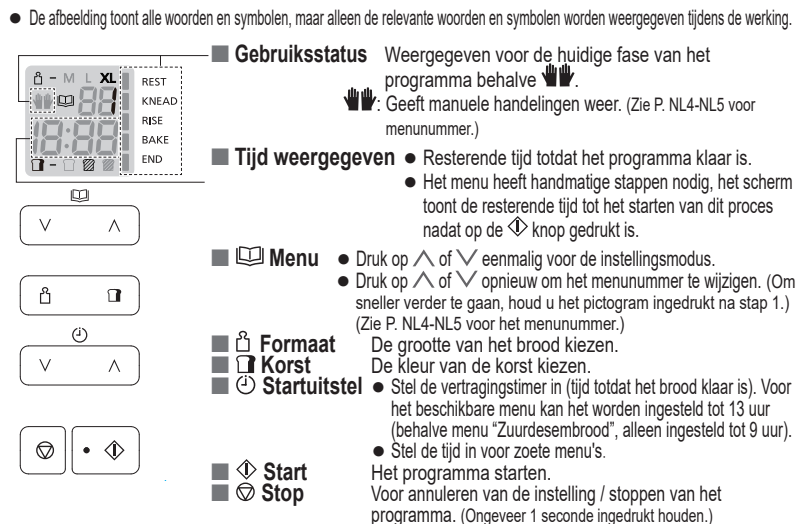 ● De afbeelding toont alle woorden en symbolen, maar alleen de relevante woorden en symbolen worden weergegeven tijdens de werking.
- M L XL
1
88:88
REST
KNEAD
RISE
BAKE
END
■ Gebruiksstatus Weergegeven voor de huidige fase van het
programma behalve .
: Geeft manuele handelingen weer. (Zie P. NL4-NL5 voor
menunummer.)
■ Tijd weergegeven ● Resterende tijd totdat het programma klaar is.
● Het menu heeft handmatige stappen nodig, het scherm
toont de resterende tijd tot het starten van dit proces
nadat op de knop gedrukt is.
■ Menu ● Druk op ∧ of ∨ eenmalig voor de instellingsmodus.
● Druk op ∧ of ∨ opnieuw om het menunummer te wijzigen. (Om
sneller verder te gaan, houd u het pictogram ingedrukt na stap 1.)
(Zie P. NL4-NL5 voor het menunummer.)
■ Formaat De grootte van het brood kiezen.
■ Korst De kleur van de korst kiezen.
■ Startuitstel ● Stel de vertragingstimer in (tijd totdat het brood klaar is). Voor
het beschikbare menu kan het worden ingesteld tot 13 uur
(behalve menu “Zuurdesembrood”, alleen ingesteld tot 9 uur).
● Stel de tijd in voor zoete menu's.
■ Start Het programma starten.
■ Stop Voor annuleren van de instelling / stoppen van het
programma. (Ongeveer 1 seconde ingedrukt houden.)